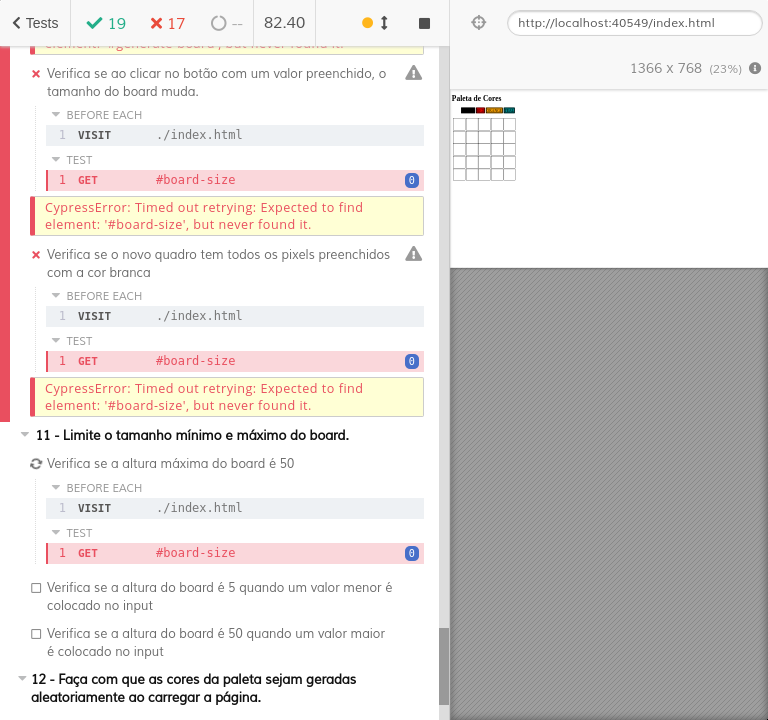 Tests 19 17 -- 82.40 http://localhost:40549/index.html
1366 x 768 (23%)
element: '#generate-board', but never found it.
Verifica se ao clicar no botão com um valor preenchido, o
tamanho do board muda.
BEFORE EACH
1 VISIT ./index.html
TEST
1 GET #board-size 0
CypressError: Timed out retrying: Expected to find
element: '#board-size', but never found it.
Verifica se o novo quadro tem todos os pixels preenchidos
com a cor branca
BEFORE EACH
1 VISIT ./index.html
TEST
1 GET #board-size 0
CypressError: Timed out retrying: Expected to find
element: '#board-size', but never found it.
11 - Limite o tamanho mínimo e máximo do board.
Verifica se a altura máxima do board é 50
BEFORE EACH
1 VISIT ./index.html
TEST
1 GET #board-size 0
Verifica se a altura do board é 5 quando um valor menor é
colocado no input
Verifica se a altura do board é 50 quando um valor maior
é colocado no input
12 - Faça com que as cores da paleta sejam geradas
aleatoriamente ao carregar a página.
Paleta de Cores